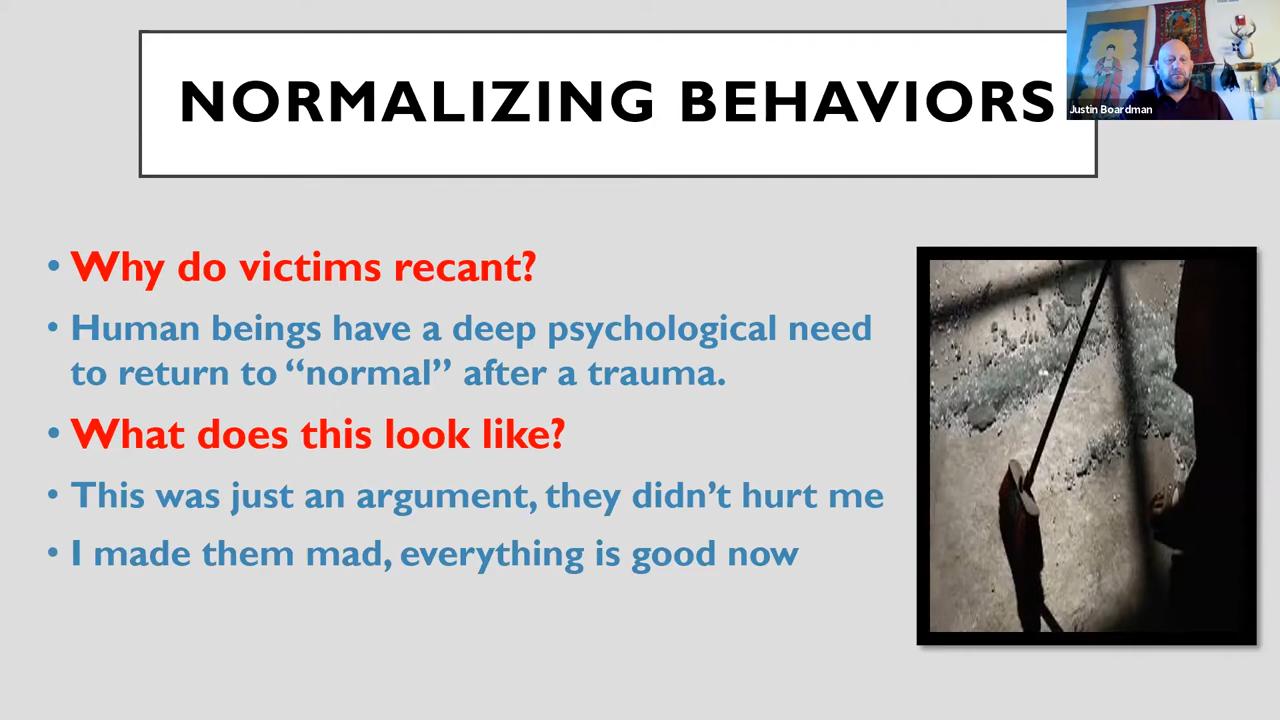 NORMALIZING BEHAVIORS
Justin Boardman
• Why do victims recant?
• Human beings have a deep psychological need
to return to “normal” after a trauma.
• What does this look like?
• This was just an argument, they didn’t hurt me
• I made them mad, everything is good now